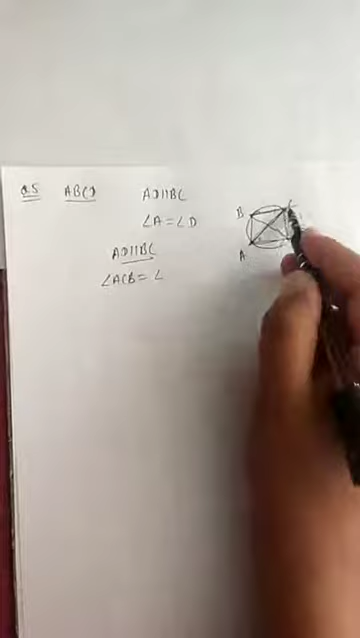 Q.5 ABCD AD||BC
∠A = ∠D
AD||BC
∠ACB = ∠
B
A